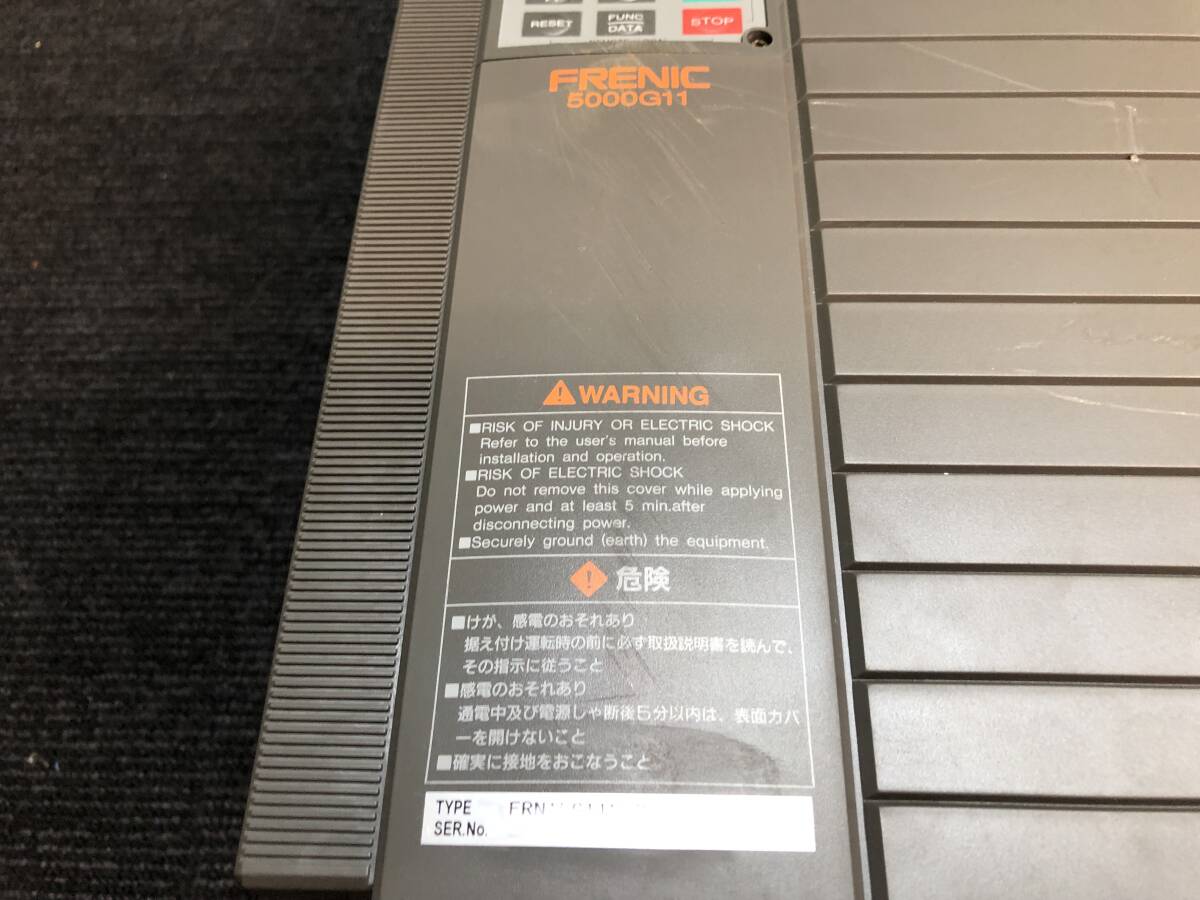 RESET
FUNC
DATA
STOP
FRENIC
5000G11
WARNING
■RISK OF INJURY OR ELECTRIC SHOCK
Refer to the user's manual before
installation and operation.
■RISK OF ELECTRIC SHOCK
Do not remove this cover while applying
power and at least 5 min.after
disconnecting power.
■Securely ground (earth) the equipment.
危険
■けが、感電のおそれあり
据え付け運転時の前に必ず取扱説明書を読んで、
その指示に従うこと
■感電のおそれあり
通電中及び電源しゃ断後5分以内は、表面カバ
ーを開けないこと
■確実に接地をおこなうこと
TYPE
SER.No.